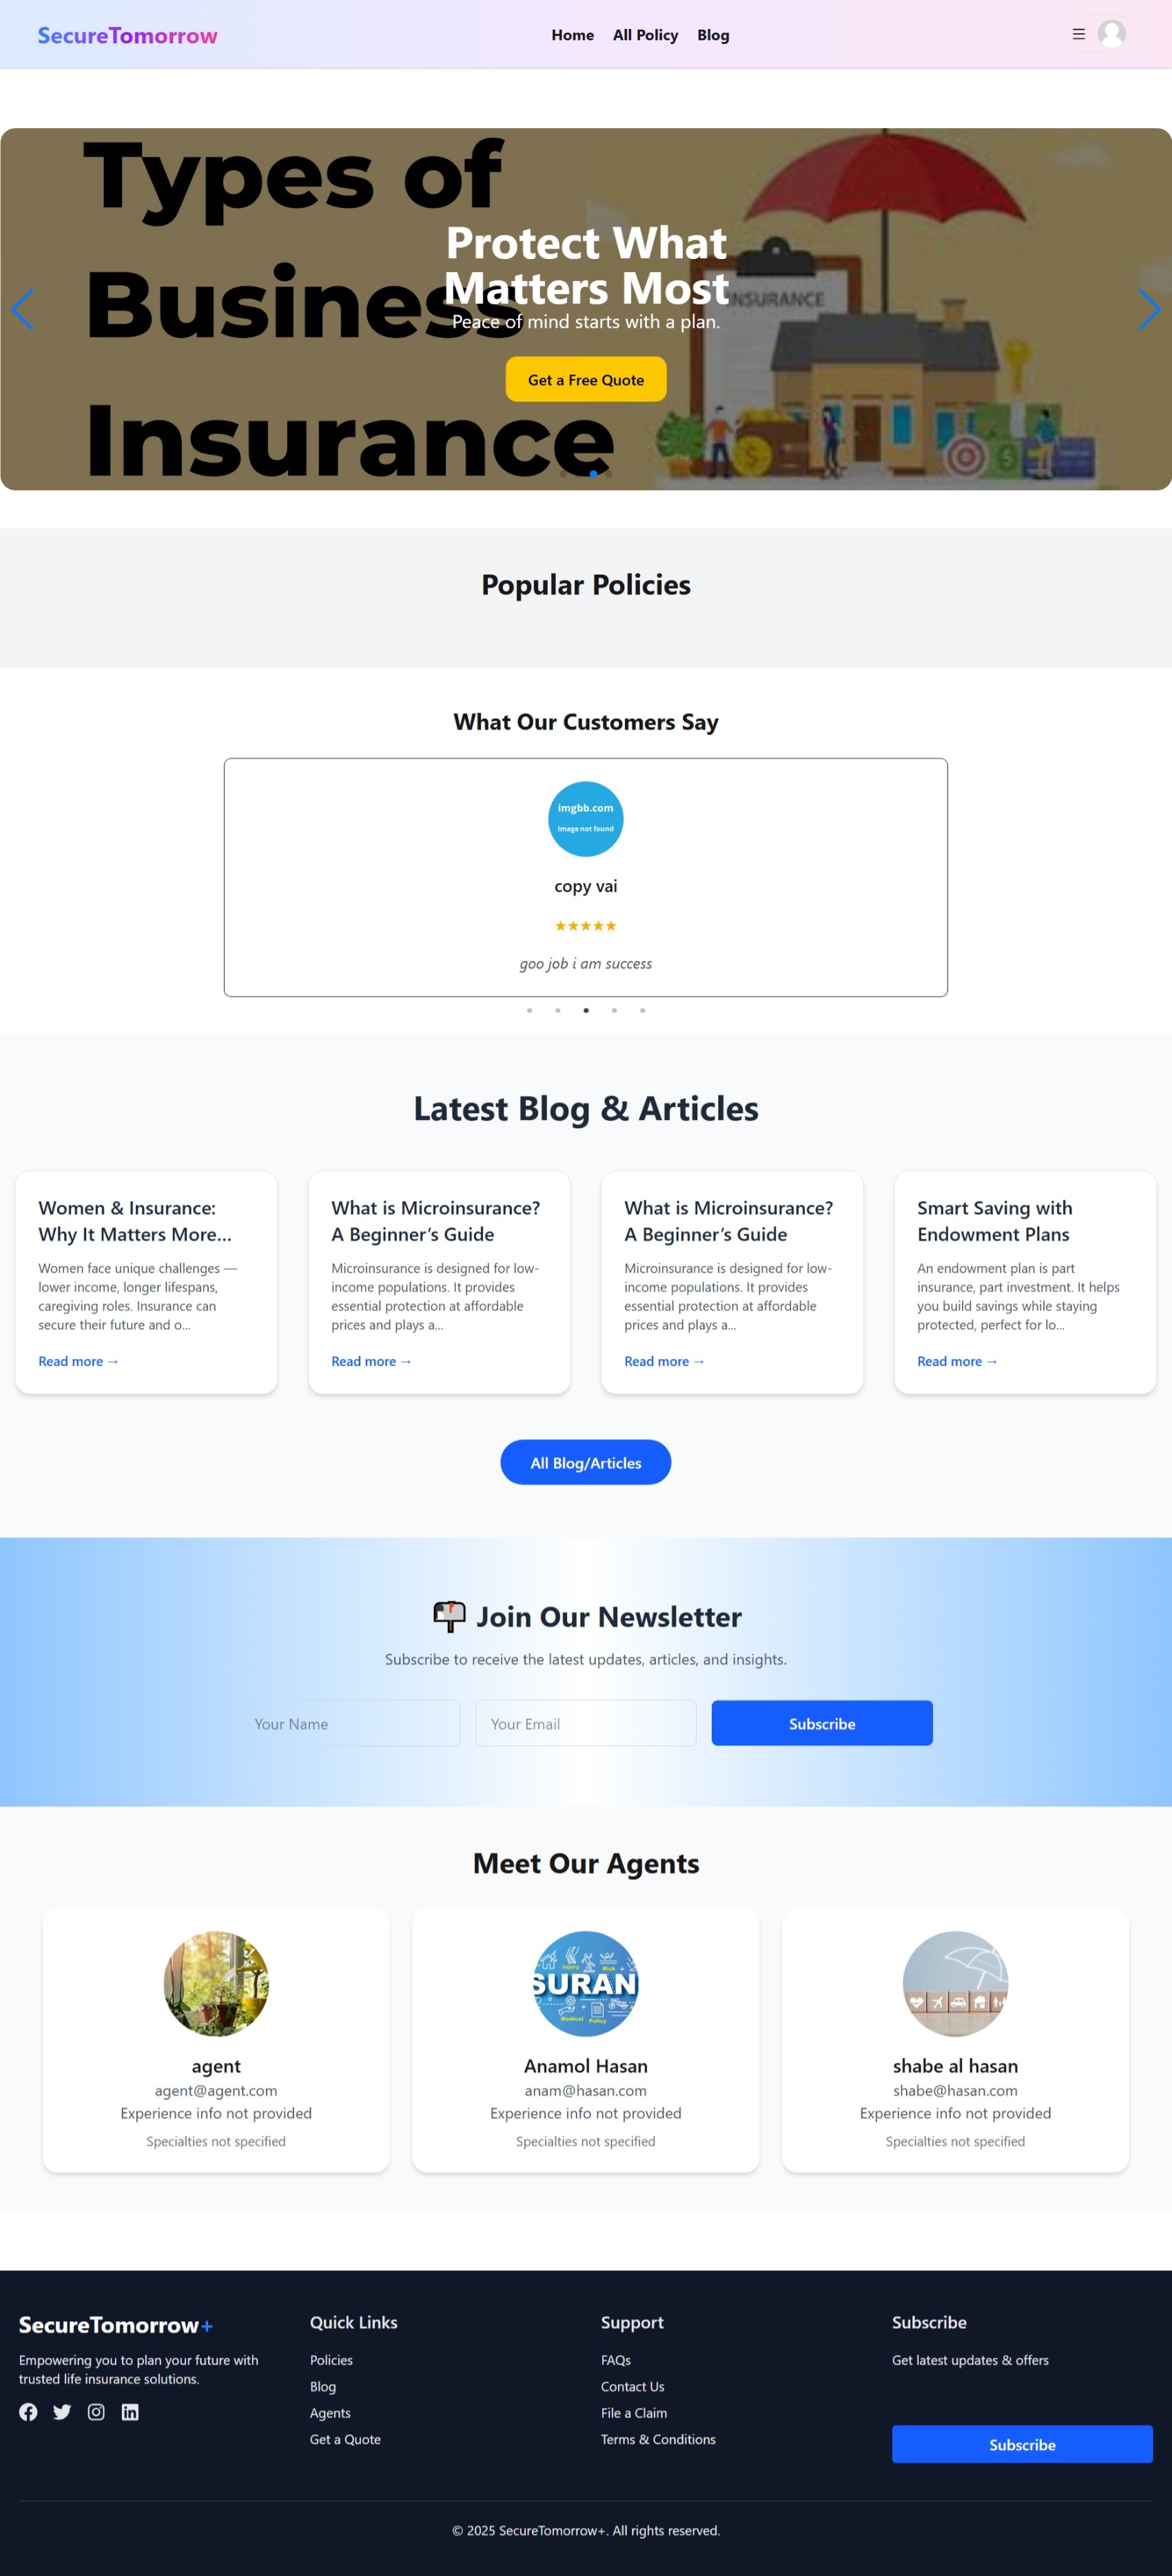 SecureTomorrow
Home All Policy Blog
Types of
Business
Insurance
INSURANCE
Protect What
Matters Most
Peace of mind starts with a plan.
Get a Free Quote
Popular Policies
What Our Customers Say
imgbb.com
image not found
copy vai
★★★★★
goo job i am success
Latest Blog & Articles
Women & Insurance:
Why It Matters More...
Women face unique challenges —
lower income, longer lifespans,
caregiving roles. Insurance can
secure their future and o...
Read more →
What is Microinsurance?
A Beginner’s Guide
Microinsurance is designed for low-
income populations. It provides
essential protection at affordable
prices and plays a...
Read more →
What is Microinsurance?
A Beginner’s Guide
Microinsurance is designed for low-
income populations. It provides
essential protection at affordable
prices and plays a...
Read more →
Smart Saving with
Endowment Plans
An endowment plan is part
insurance, part investment. It helps
you build savings while staying
protected, perfect for lo...
Read more →
All Blog/Articles
Join Our Newsletter
Subscribe to receive the latest updates, articles, and insights.
Your Name
Your Email
Subscribe
Meet Our Agents
agent
agent@agent.com
Experience info not provided
Specialties not specified
Injury Rich
SURAN
Medical Policy
Anamol Hasan
anam@hasan.com
Experience info not provided
Specialties not specified
shabe al hasan
shabe@hasan.com
Experience info not provided
Specialties not specified
SecureTomorrow+
Empowering you to plan your future with
trusted life insurance solutions.
Quick Links
Policies
Blog
Agents
Get a Quote
Support
FAQs
Contact Us
File a Claim
Terms & Conditions
Subscribe
Get latest updates & offers
Subscribe
© 2025 SecureTomorrow+. All rights reserved.